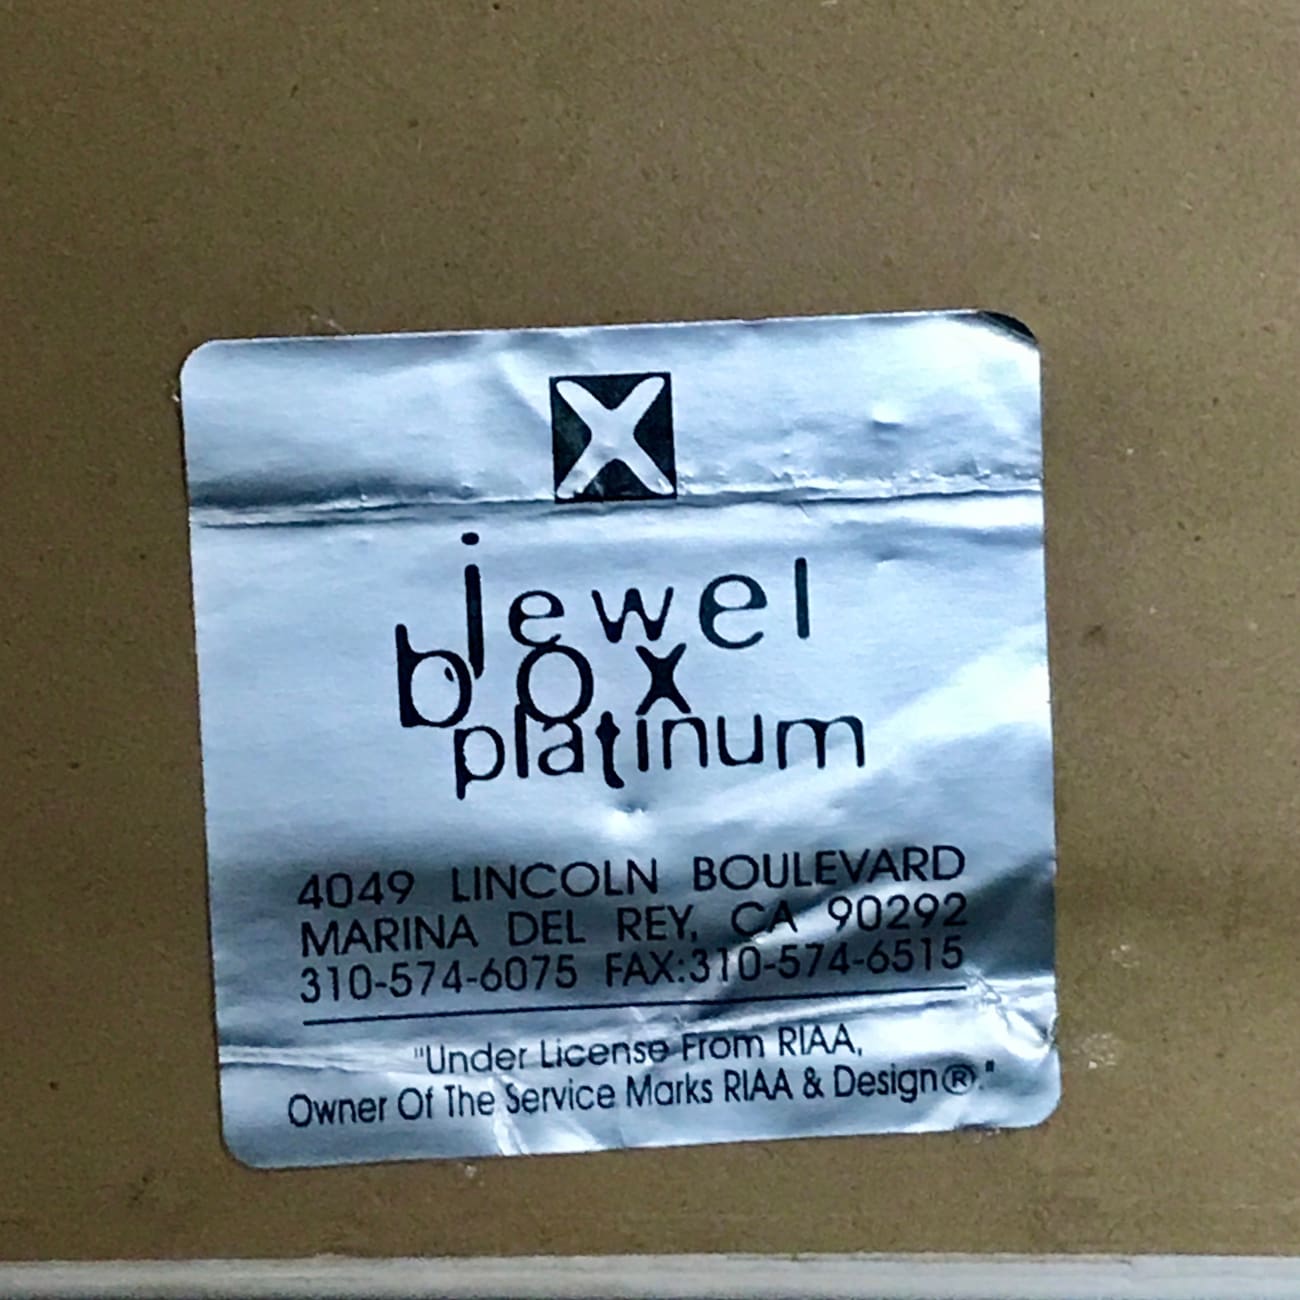 X
jewel
box
platinum
4049 LINCOLN BOULEVARD
MARINA DEL REY, CA 90292
310-574-6075 FAX:310-574-6515
"Under License From RIAA,
Owner Of The Service Marks RIAA & Design®."